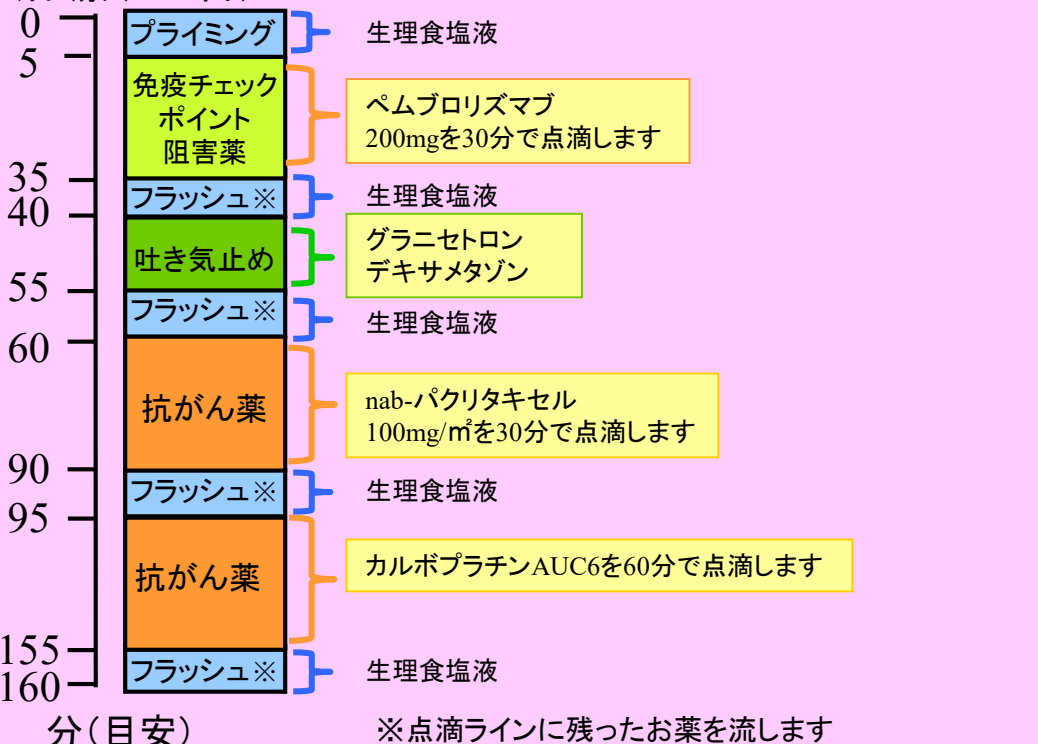 0
プライミング
生理食塩液
5
免疫チェック
ポイント
阻害薬
ペムブロリズマブ
200mgを30分で点滴します
35
フラッシュ※
生理食塩液
40
吐き気止め
グラニセトロン
デキサメタゾン
55
フラッシュ※
生理食塩液
60
抗がん薬
nab-パクリタキセル
100mg/㎡を30分で点滴します
90
フラッシュ※
生理食塩液
95
抗がん薬
カルボプラチンAUC6を60分で点滴します
155
フラッシュ※
生理食塩液
160
分(目安)
※点滴ラインに残ったお薬を流します